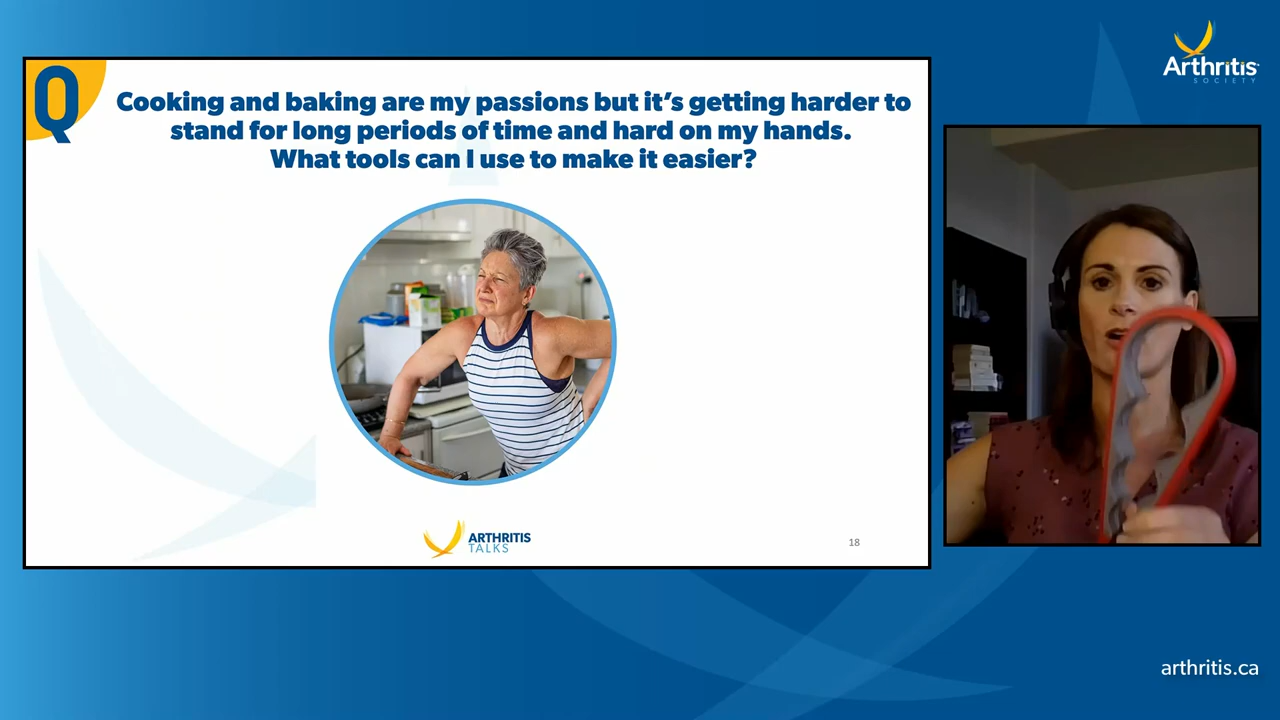 Q
Cooking and baking are my passions but it's getting harder to
stand for long periods of time and hard on my hands.
What tools can I use to make it easier?
ARTHRITIS
TALKS
18
Arthritis
SOCIETY
arthritis.ca